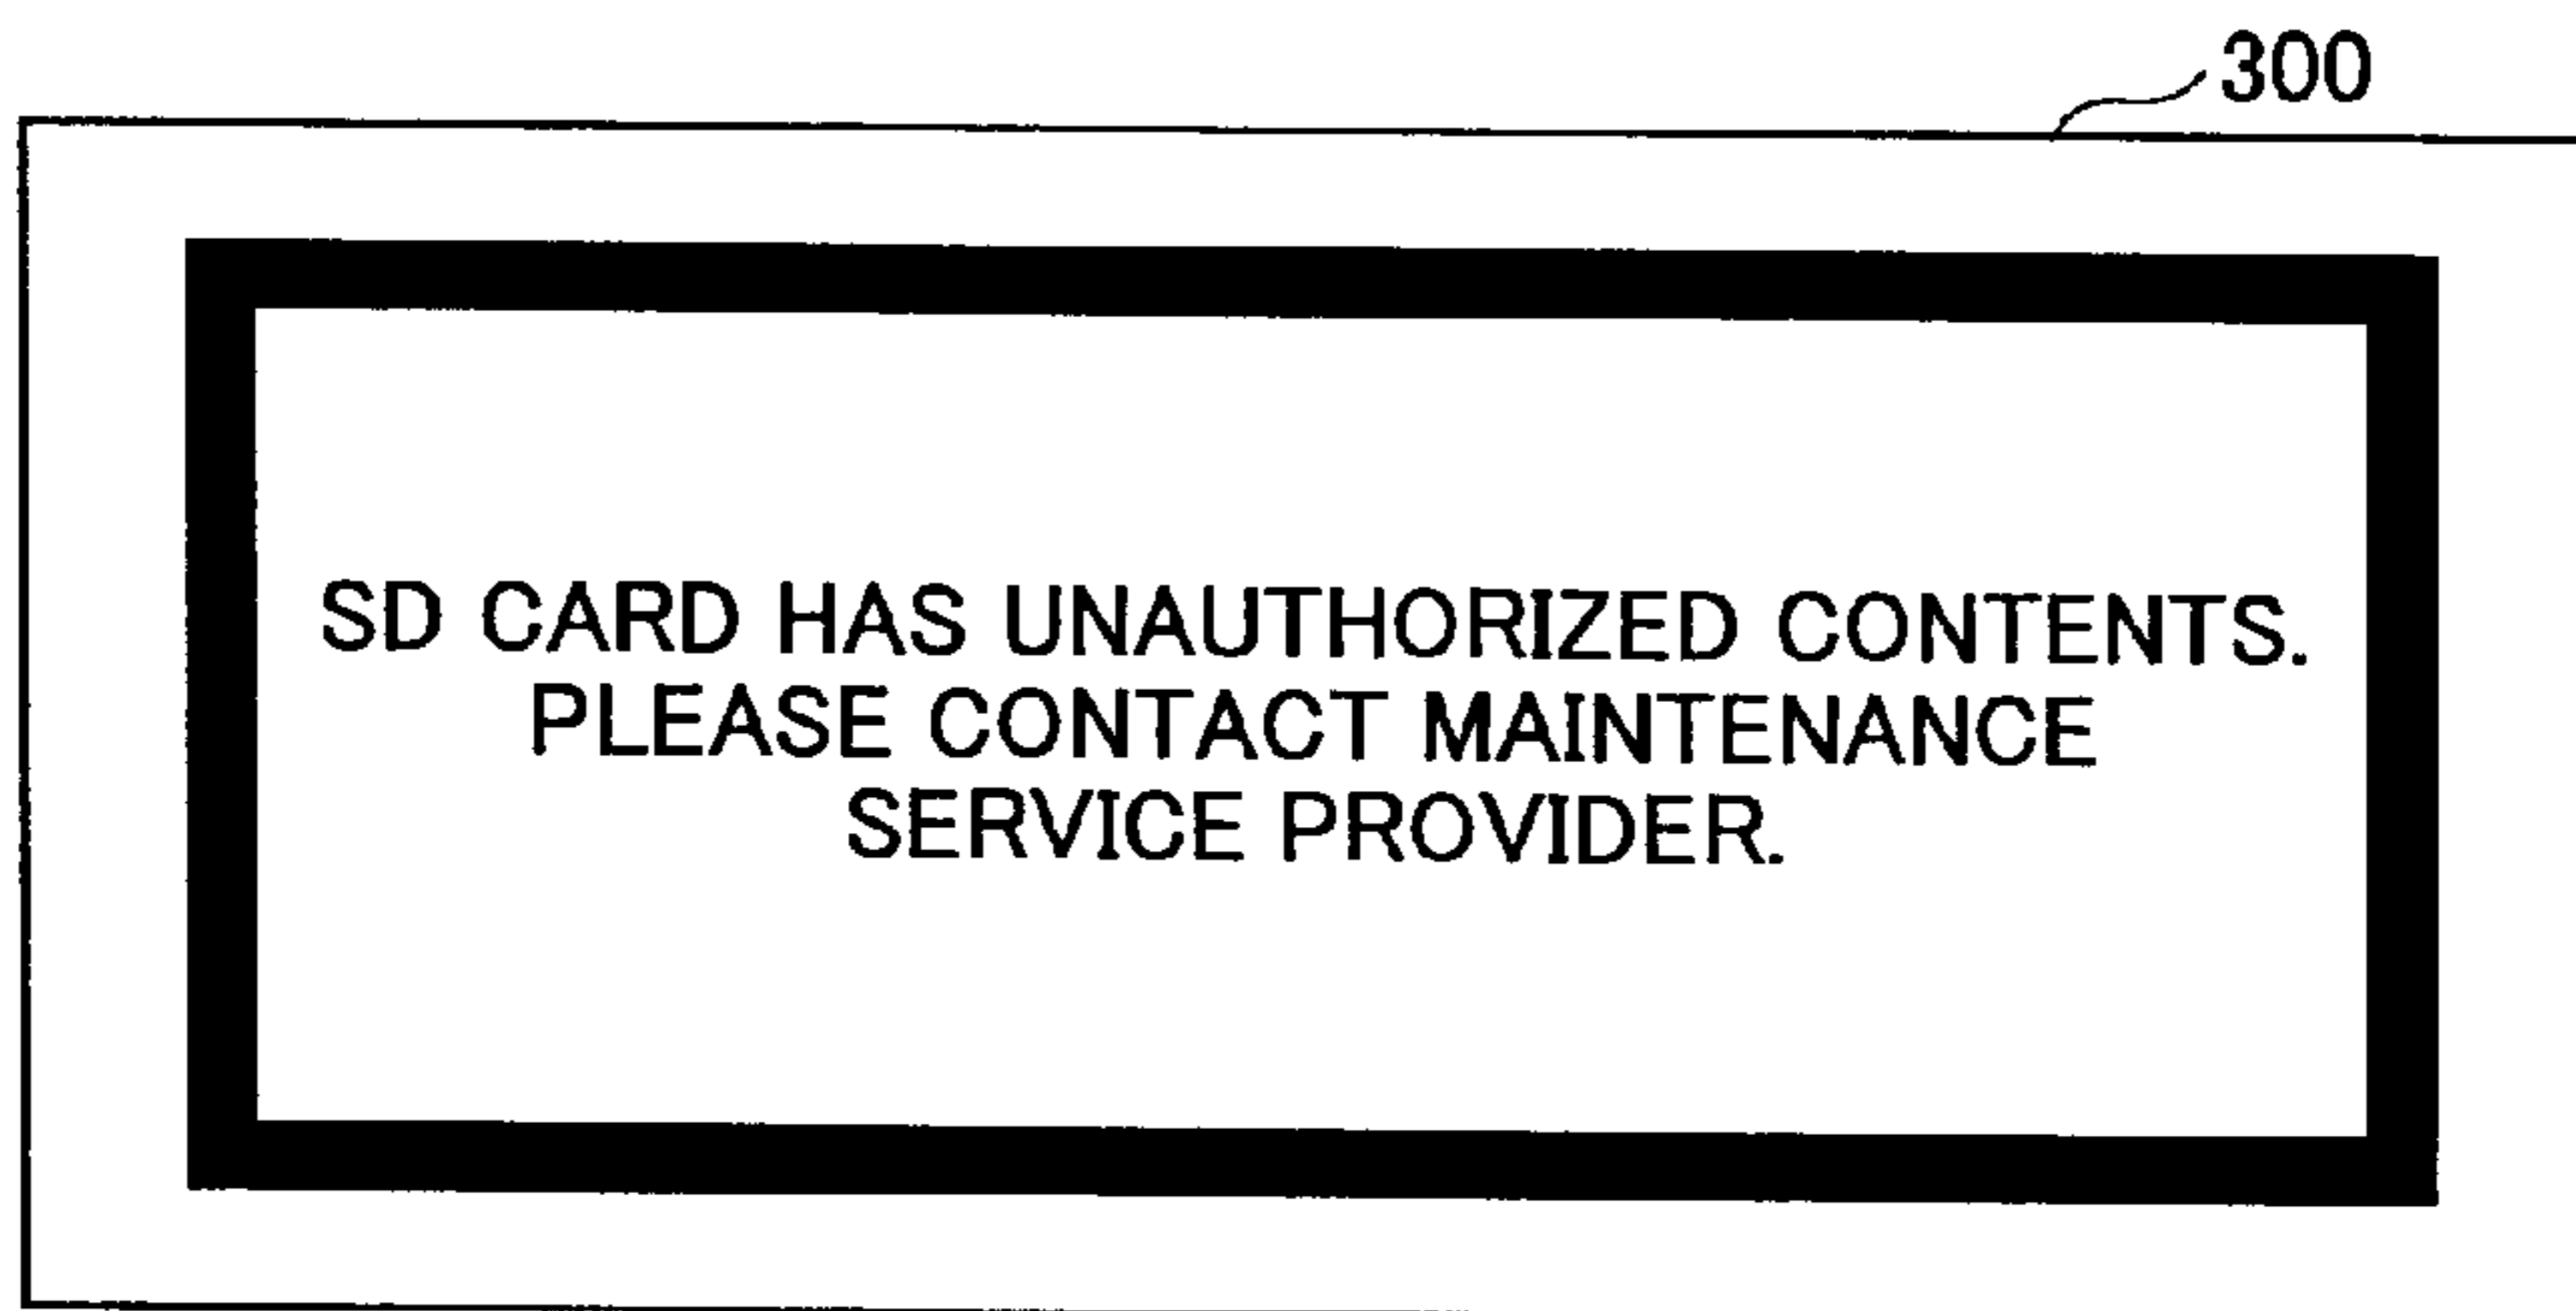 300
SD CARD HAS UNAUTHORIZED CONTENTS.
PLEASE CONTACT MAINTENANCE
SERVICE PROVIDER.